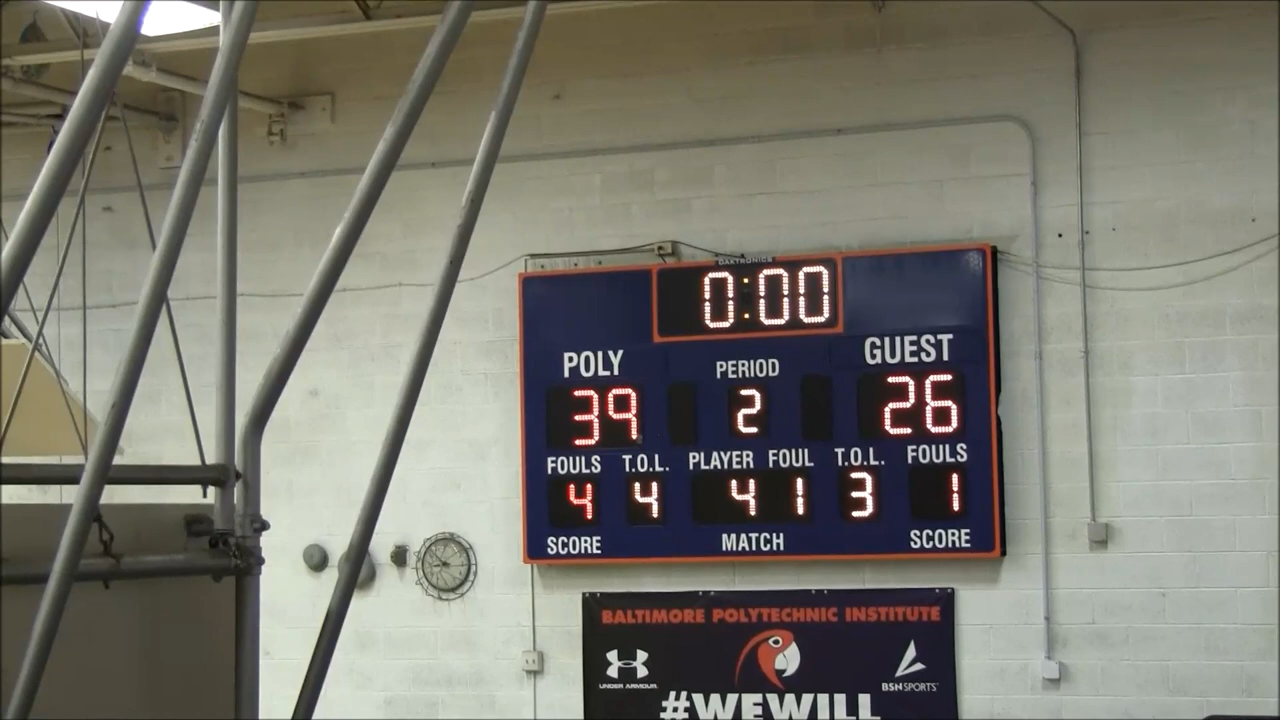 DAKTRONICS
0:00
POLY PERIOD GUEST
39 2 26
FOULS T.O.L. PLAYER FOUL T.O.L. FOULS
4 4 4 1 3 1
SCORE MATCH SCORE
BALTIMORE POLYTECHNIC INSTITUTE
UNDER ARMOUR BSN SPORTS
#WEWILL